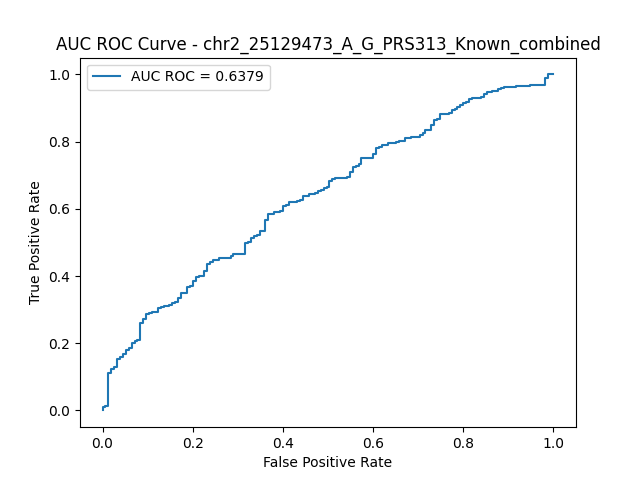 AUC ROC Curve - chr2_25129473_A_G_PRS313_Known_combined
AUC ROC = 0.6379
1.0
0.8
0.6
0.4
0.2
0.0
True Positive Rate
0.0 0.2 0.4 0.6 0.8 1.0
False Positive Rate